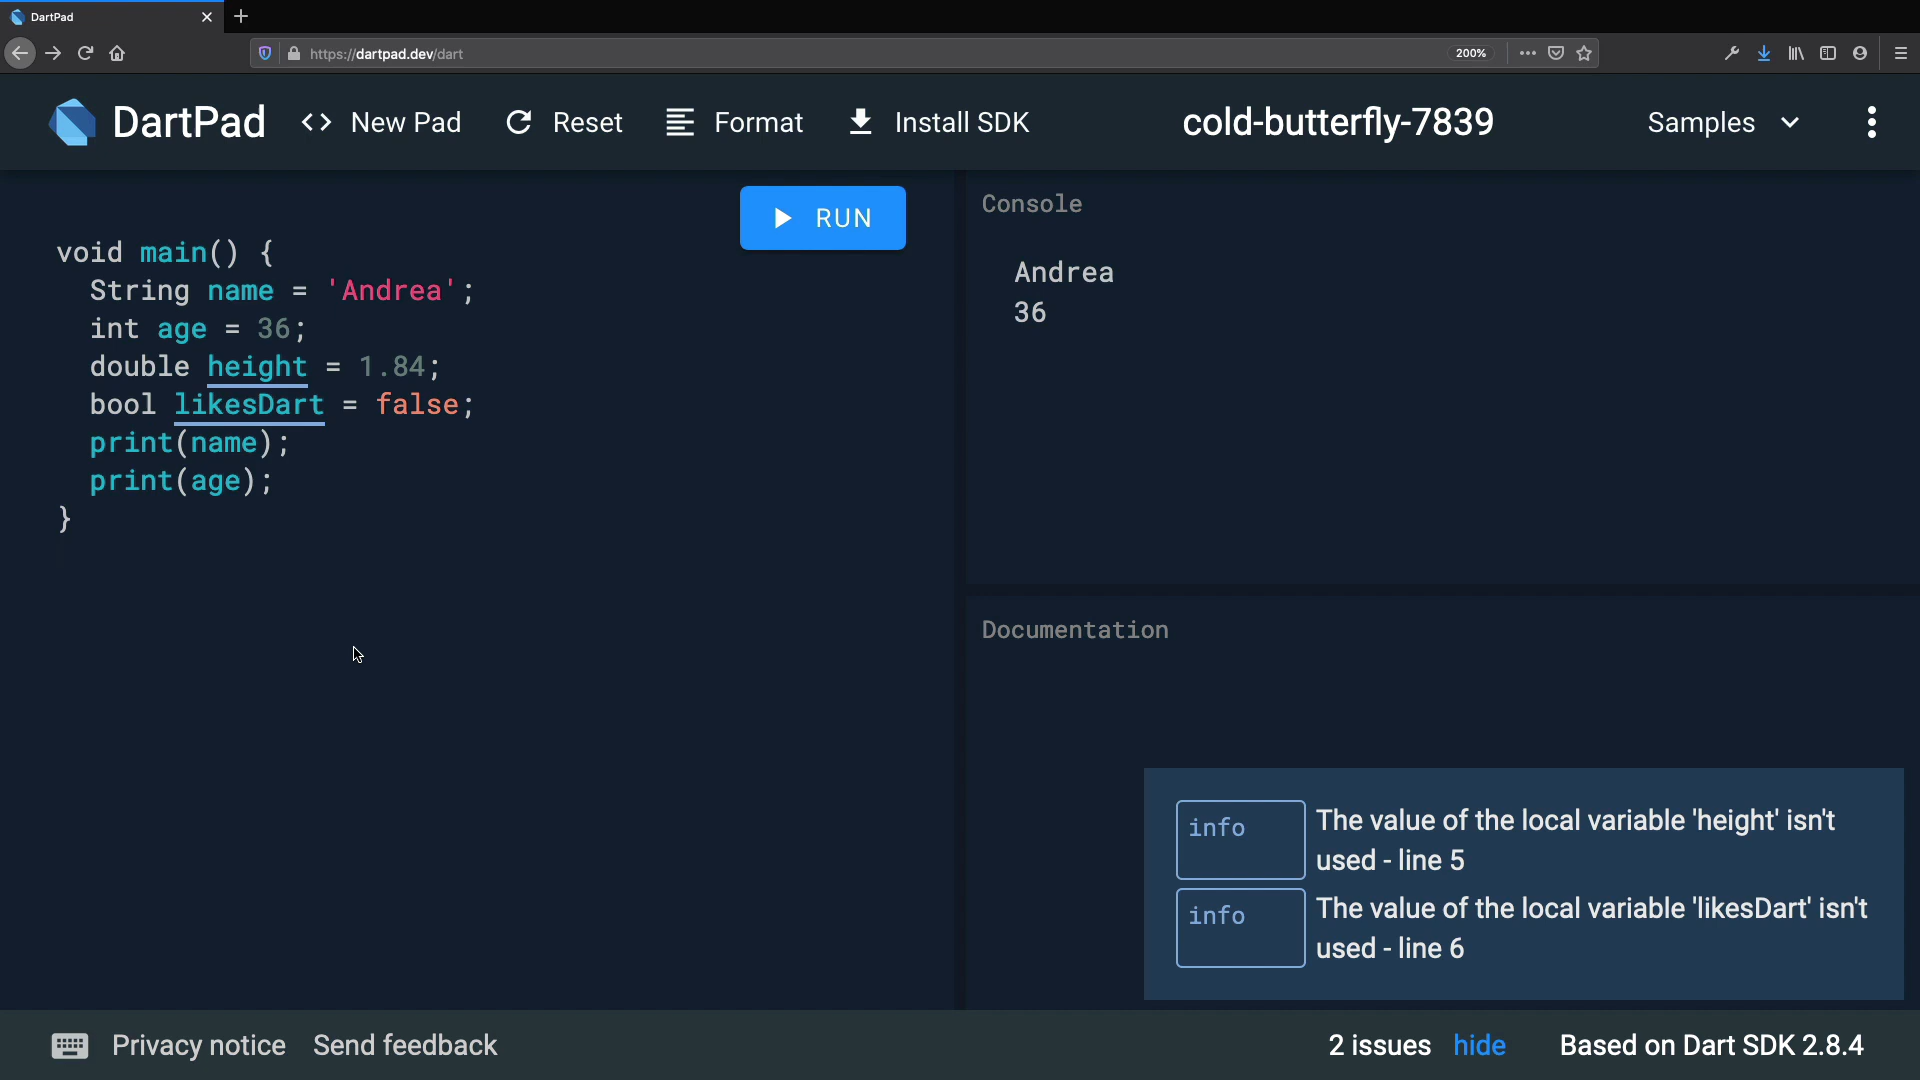 DartPad
https://dartpad.dev/dart
200%
DartPad
New Pad
Reset
Format
Install SDK
cold-butterfly-7839
Samples
RUN
void main() {
String name = 'Andrea';
int age = 36;
double height = 1.84;
bool likesDart = false;
print(name);
print(age);
}
Console
Andrea
36
Documentation
info
The value of the local variable 'height' isn't
used - line 5
info
The value of the local variable 'likesDart' isn't
used - line 6
Privacy notice
Send feedback
2 issues
hide
Based on Dart SDK 2.8.4